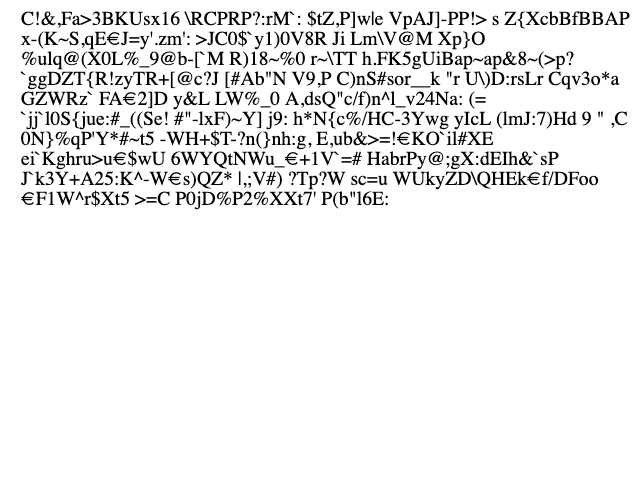 C!&,Fa>3BKUsx16 \RCPRP?:rM`: $tZ,P]w|e VpAJ]-PP!> s Z{XcbBfBBAP
x-(K~S,qE€J=y'.zm': >JC0$`y1)0V8R Ji Lm\V@M Xp}O
%ulq@(X0L%_9@b-[`M R)18~%0 r~\TT h.FK5gUiBap~ap&8~(>p?
`ggDZT{R!zyTR+[@c?J [#Ab"N V9,P C)nS#sor__k "r U\)D:rsLr Cqv3o*a
GZWRz` FA€2]D y&L LW%_0 A,dsQ"c/f)n^l_v24Na: (=
`jj`l0S{jue:#_((Se! #"-lxF)~Y] j9: h*N{c%/HC-3Ywg yIcL (lmJ:7)Hd 9 " ,C
0N}%qP'Y*#~t5 -WH+$T-?n(}nh:g, E,ub&>=!€KO`il#XE
ei`Kghru>u€$wU 6WYQtNWu_€+1V`=# HabrPy@;gX:dEIh&`sP
J`k3Y+A25:K^-W€s)QZ* |,;V#) ?Tp?W sc=u WUkyZD\QHEk€f/DFoo
€F1W^r$Xt5 >=C P0jD%P2%XXt7' P(b"l6E: